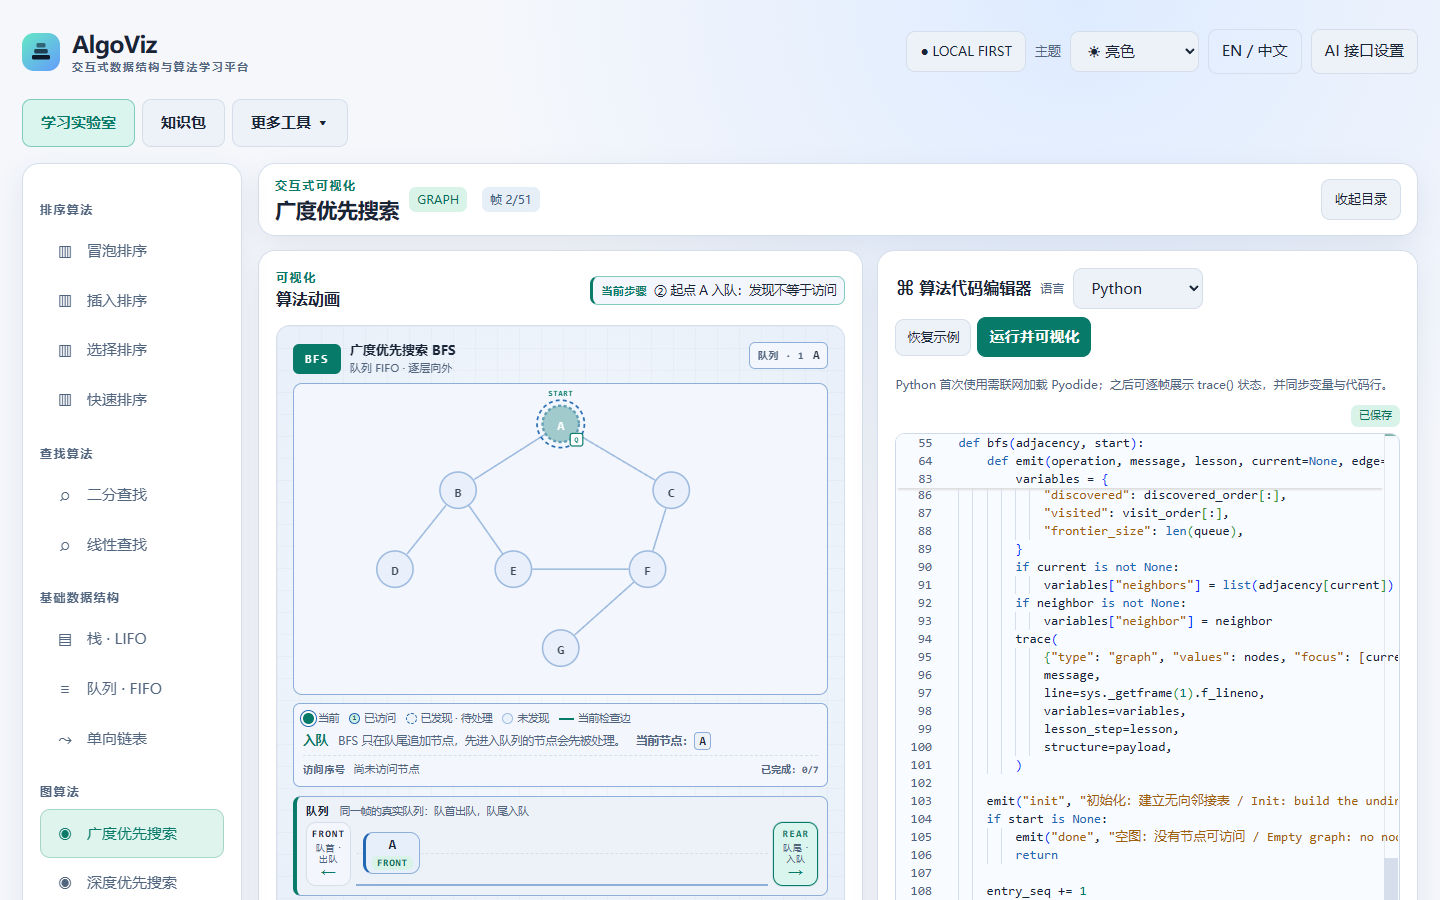 AlgoViz
交互式数据结构与算法学习平台
● LOCAL FIRST
主题
☀ 亮色
EN / 中文
AI 接口设置
学习实验室
知识包
更多工具 ▾
排序算法
冒泡排序
插入排序
选择排序
快速排序
查找算法
二分查找
线性查找
基础数据结构
栈 · LIFO
队列 · FIFO
单向链表
图算法
广度优先搜索
深度优先搜索
交互式可视化
广度优先搜索
GRAPH
帧 2/51
收起目录
可视化
算法动画
当前步骤 ② 起点 A 入队：发现不等于访问
BFS
广度优先搜索 BFS
队列 FIFO · 逐层向外
队列 · 1 A
START
A
Q
B
C
D
E
F
G
当前 已访问 已发现 · 待处理 未发现 当前检查边
入队 BFS 只在队尾追加节点，先进入队列的节点会先被处理。 当前节点： A
访问序号 尚未访问节点
已完成：0/7
队列 同一帧的真实队列：队首出队，队尾入队
FRONT
队首 ·
出队
←
A
FRONT
REAR
队尾 ·
入队
→
⌘ 算法代码编辑器
语言
Python
恢复示例
运行并可视化
Python 首次使用需联网加载 Pyodide；之后可逐帧展示 trace() 状态，并同步变量与代码行。
已保存
55 def bfs(adjacency, start):
64 def emit(operation, message, lesson, current=None, edge=
83 variables = {
86 "discovered": discovered_order[:],
87 "visited": visit_order[:],
88 "frontier_size": len(queue),
89 }
90 if current is not None:
91 variables["neighbors"] = list(adjacency[current])
92 if neighbor is not None:
93 variables["neighbor"] = neighbor
94 trace(
95 {"type": "graph", "values": nodes, "focus": [curre
96 message,
97 line=sys._getframe(1).f_lineno,
98 variables=variables,
99 lesson_step=lesson,
100 structure=payload,
101 )
102
103 emit("init", "初始化：建立无向邻接表 / Init: build the undir
104 if start is None:
105 emit("done", "空图：没有节点可访问 / Empty graph: no nod
106 return
107
108 entry_seq += 1